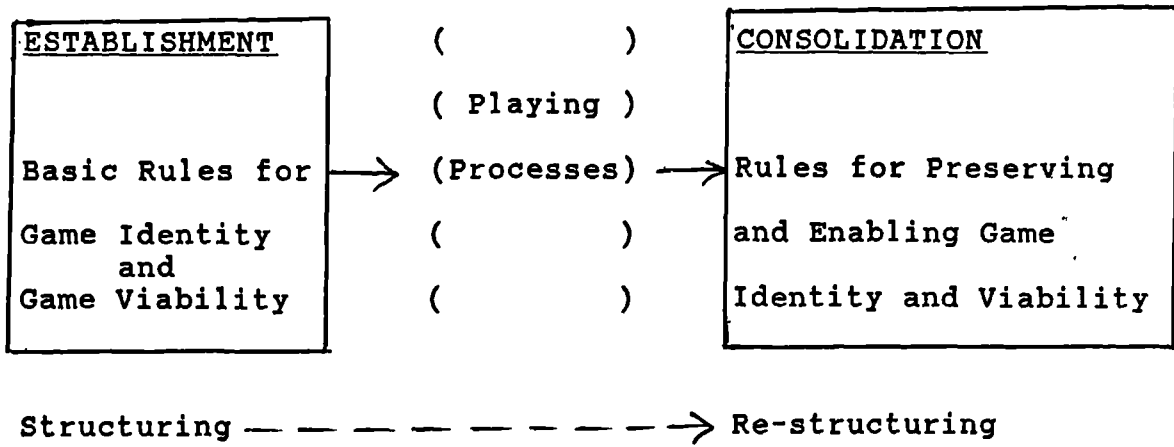 ESTABLISHMENT
Basic Rules for
Game Identity
and
Game Viability
( )
( Playing )
(Processes)
( )
( )
CONSOLIDATION
Rules for Preserving
and Enabling Game
Identity and Viability
Structuring
Re-structuring